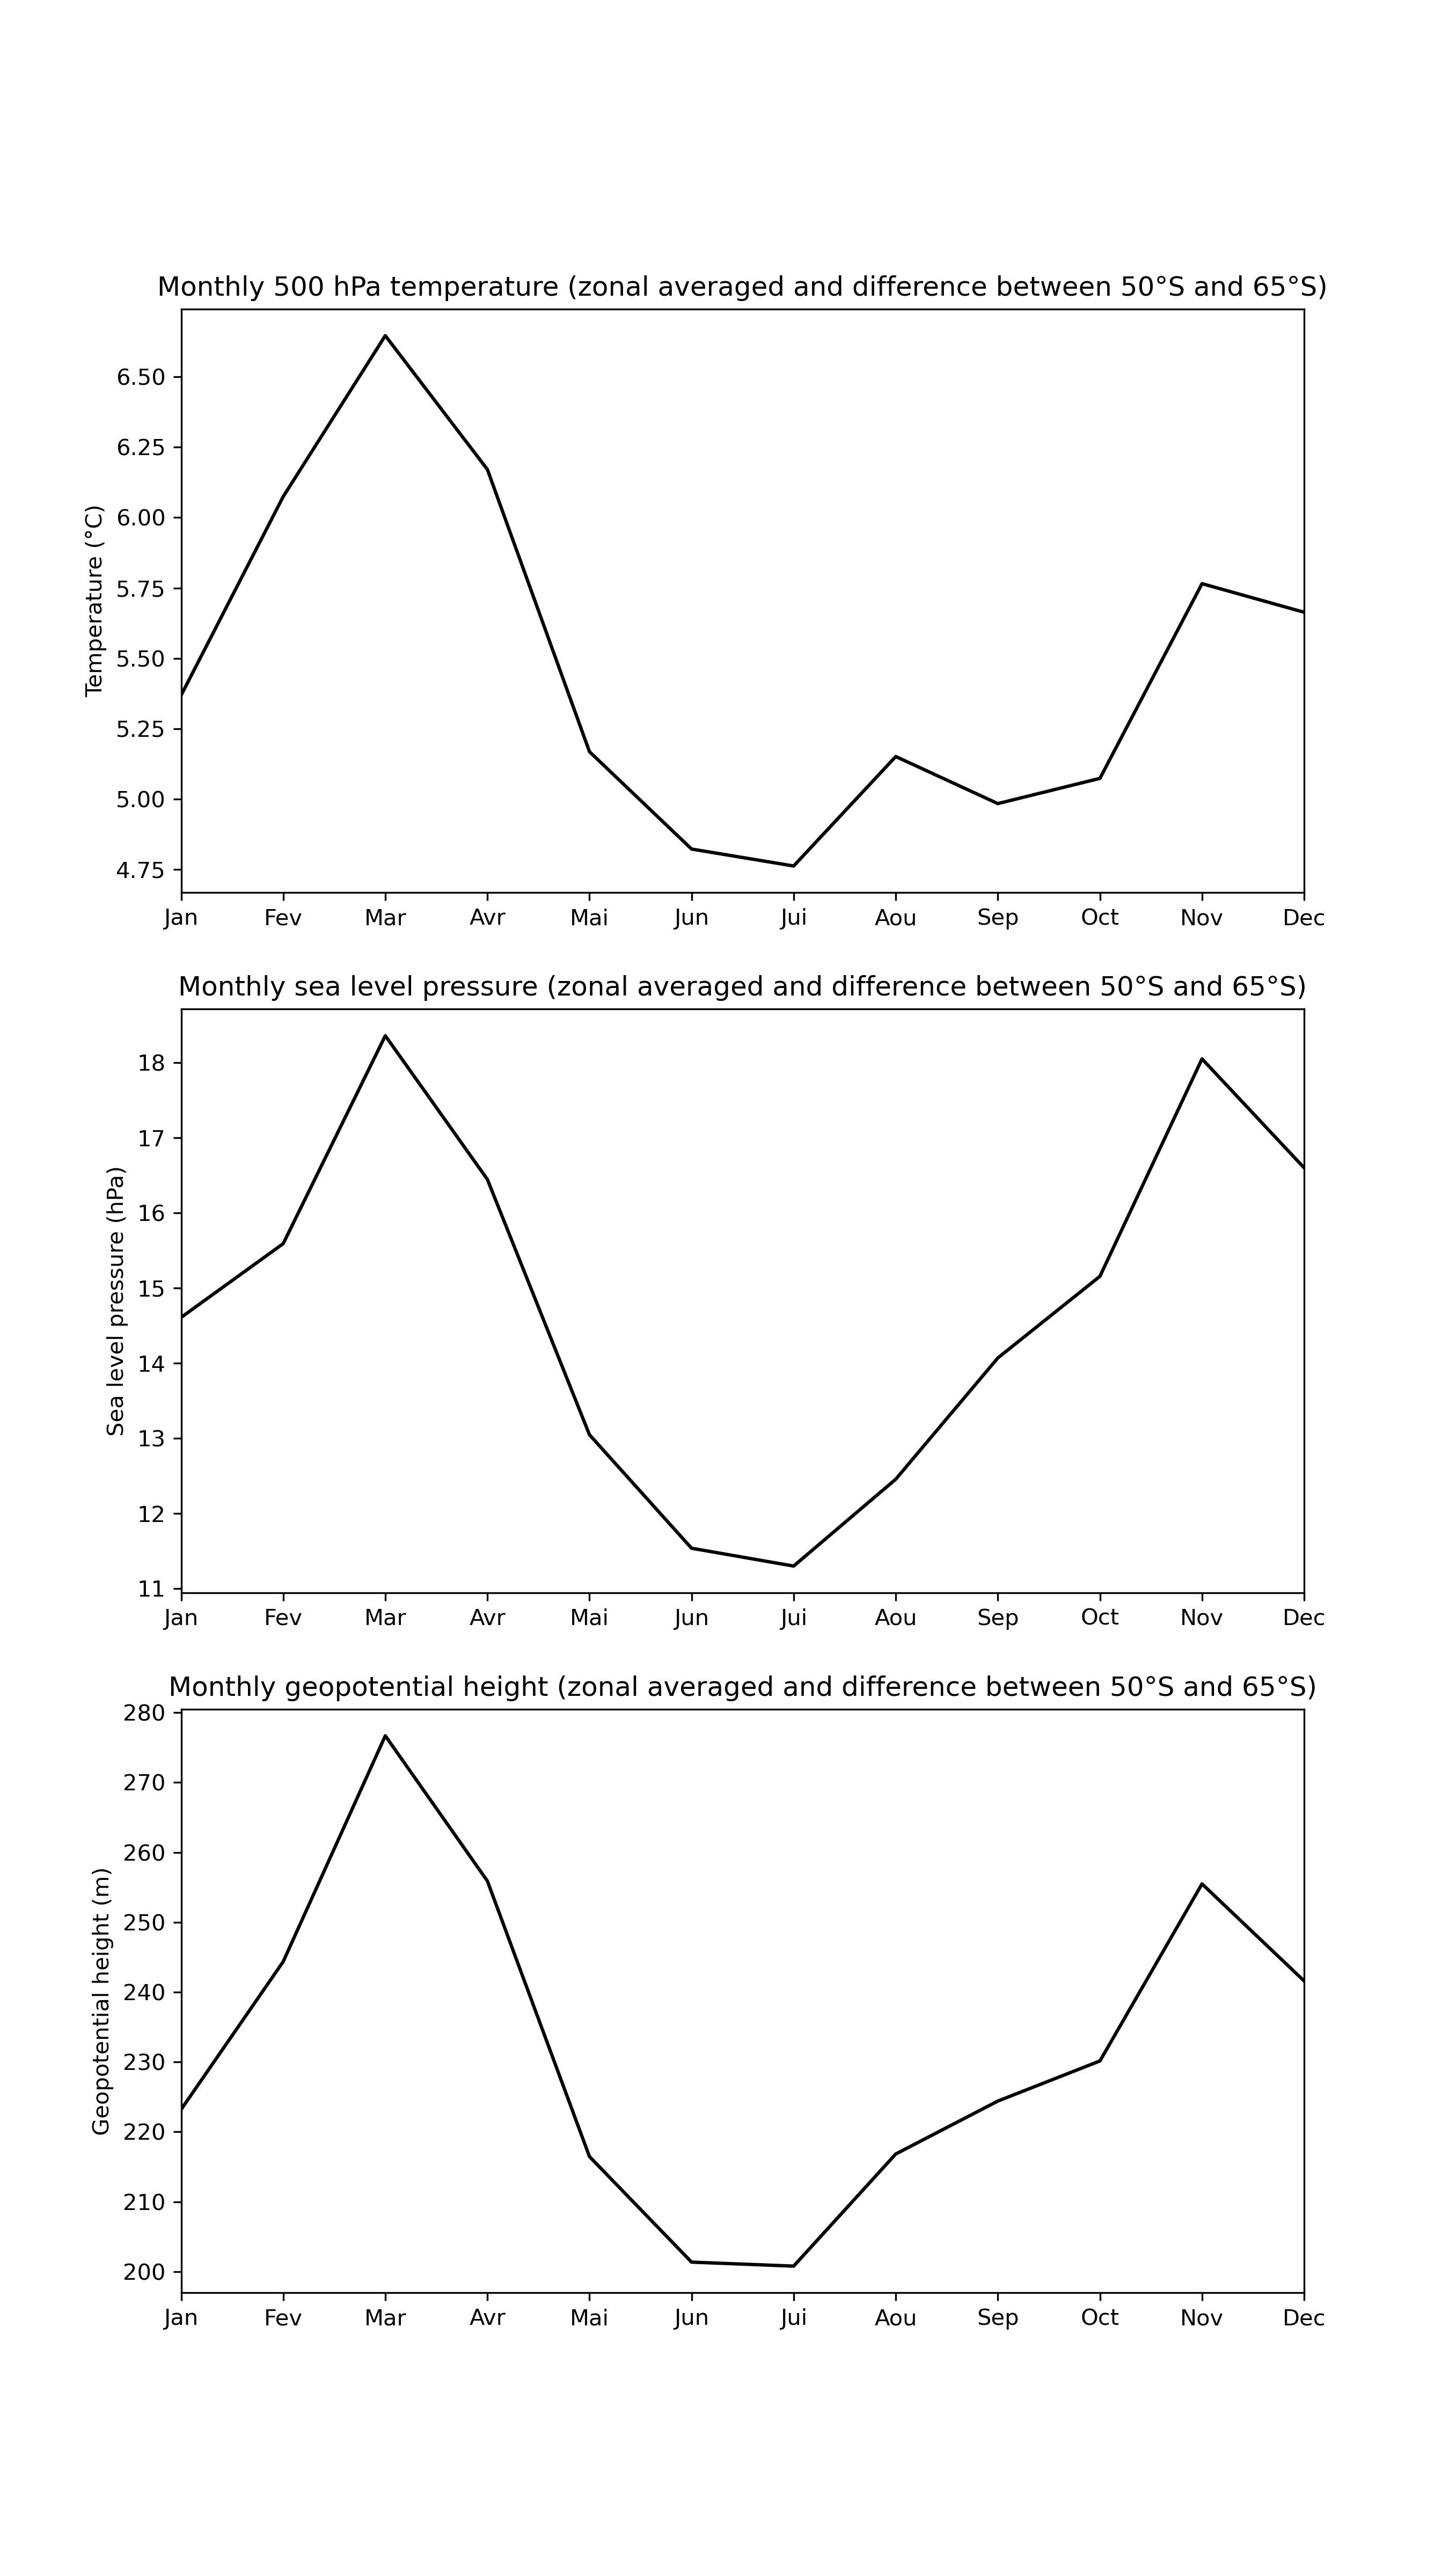 Monthly 500 hPa temperature (zonal averaged and difference between 50°S and 65°S)
Temperature (°C)
6.50
6.25
6.00
5.75
5.50
5.25
5.00
4.75
Jan Fev Mar Avr Mai Jun Jui Aou Sep Oct Nov Dec
Monthly sea level pressure (zonal averaged and difference between 50°S and 65°S)
Sea level pressure (hPa)
18
17
16
15
14
13
12
11
Jan Fev Mar Avr Mai Jun Jui Aou Sep Oct Nov Dec
Monthly geopotential height (zonal averaged and difference between 50°S and 65°S)
Geopotential height (m)
280
270
260
250
240
230
220
210
200
Jan Fev Mar Avr Mai Jun Jui Aou Sep Oct Nov Dec